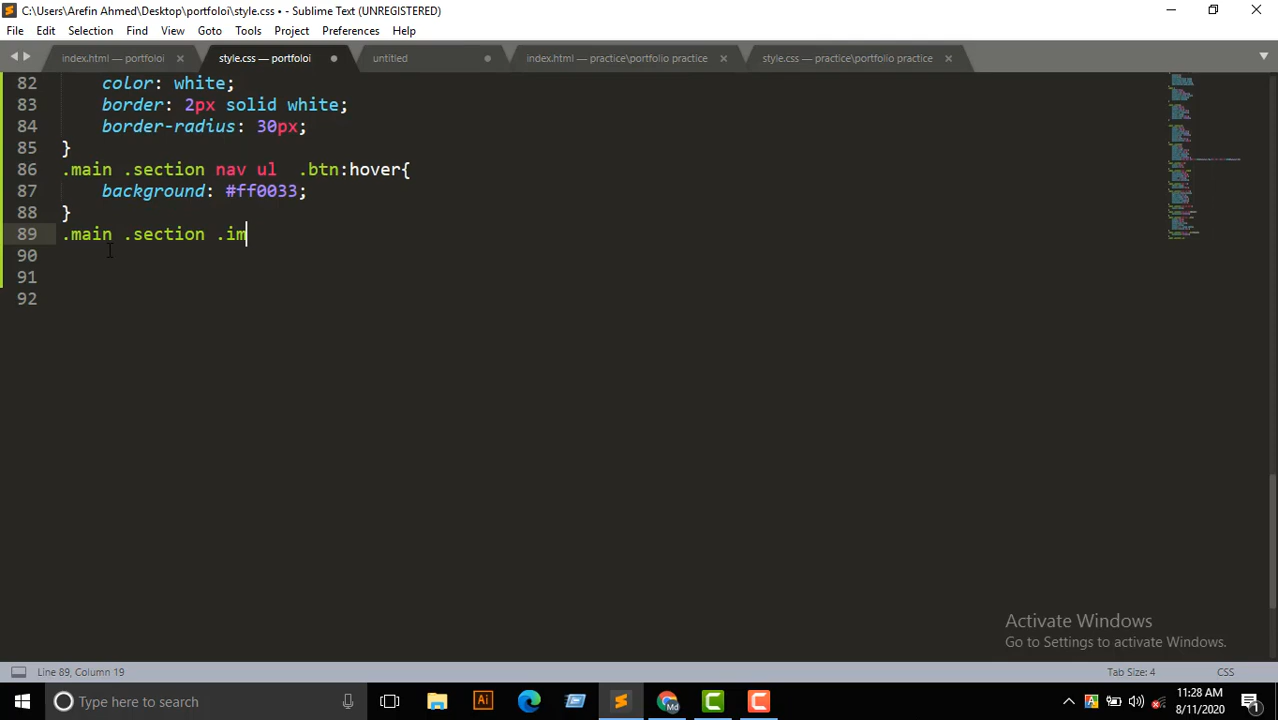 C:\Users\Arefin Ahmed\Desktop\portfoloi\style.css • - Sublime Text (UNREGISTERED)
File Edit Selection Find View Goto Tools Project Preferences Help
index.html — portfoloi style.css — portfoloi untitled index.html — practice\portfolio practice style.css — practice\portfolio practice
82 color: white;
83 border: 2px solid white;
84 border-radius: 30px;
85 }
86 .main .section nav ul  .btn:hover{
87 background: #ff0033;
88 }
89 .main .section .im
90
91
92
Activate Windows
Go to Settings to activate Windows.
Line 89, Column 19 Tab Size: 4 CSS
Type here to search
Ai
Md
A
11:28 AM
8/11/2020
1